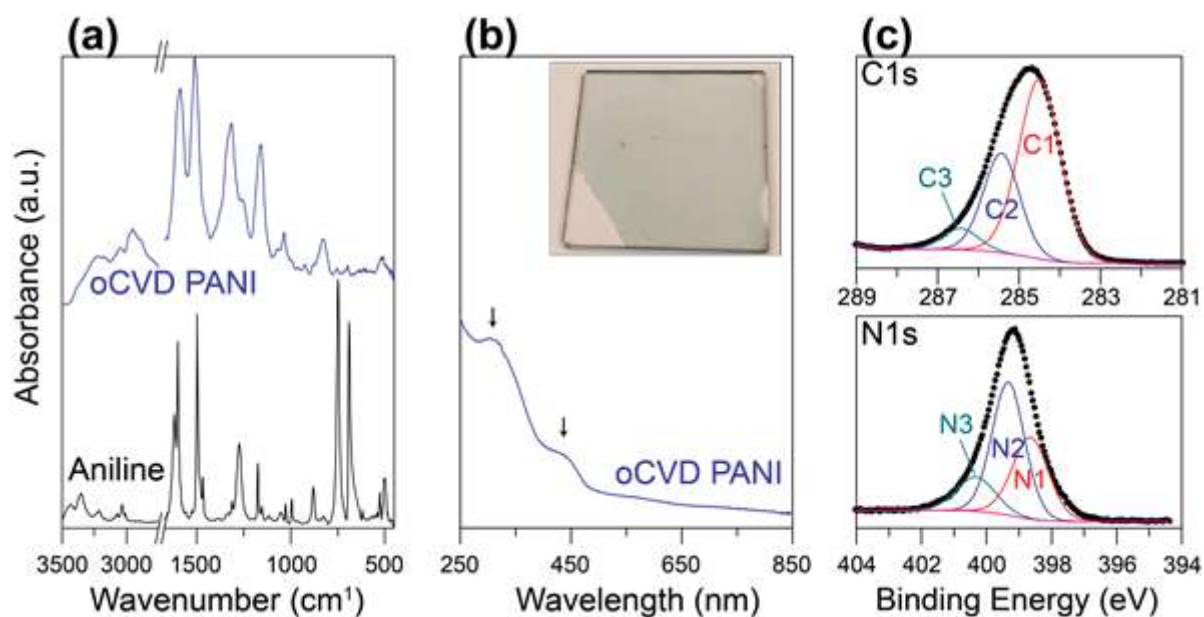 (a)
(b)
(c)
Absorbance (a.u.)
oCVD PANI
Aniline
3500 3000 1500 1000 500
Wavenumber (cm¹)
oCVD PANI
250 450 650 850
Wavelength (nm)
C1s
C3
C2
C1
289 287 285 283 281
N1s
N3
N2
N1
404 402 400 398 396 394
Binding Energy (eV)